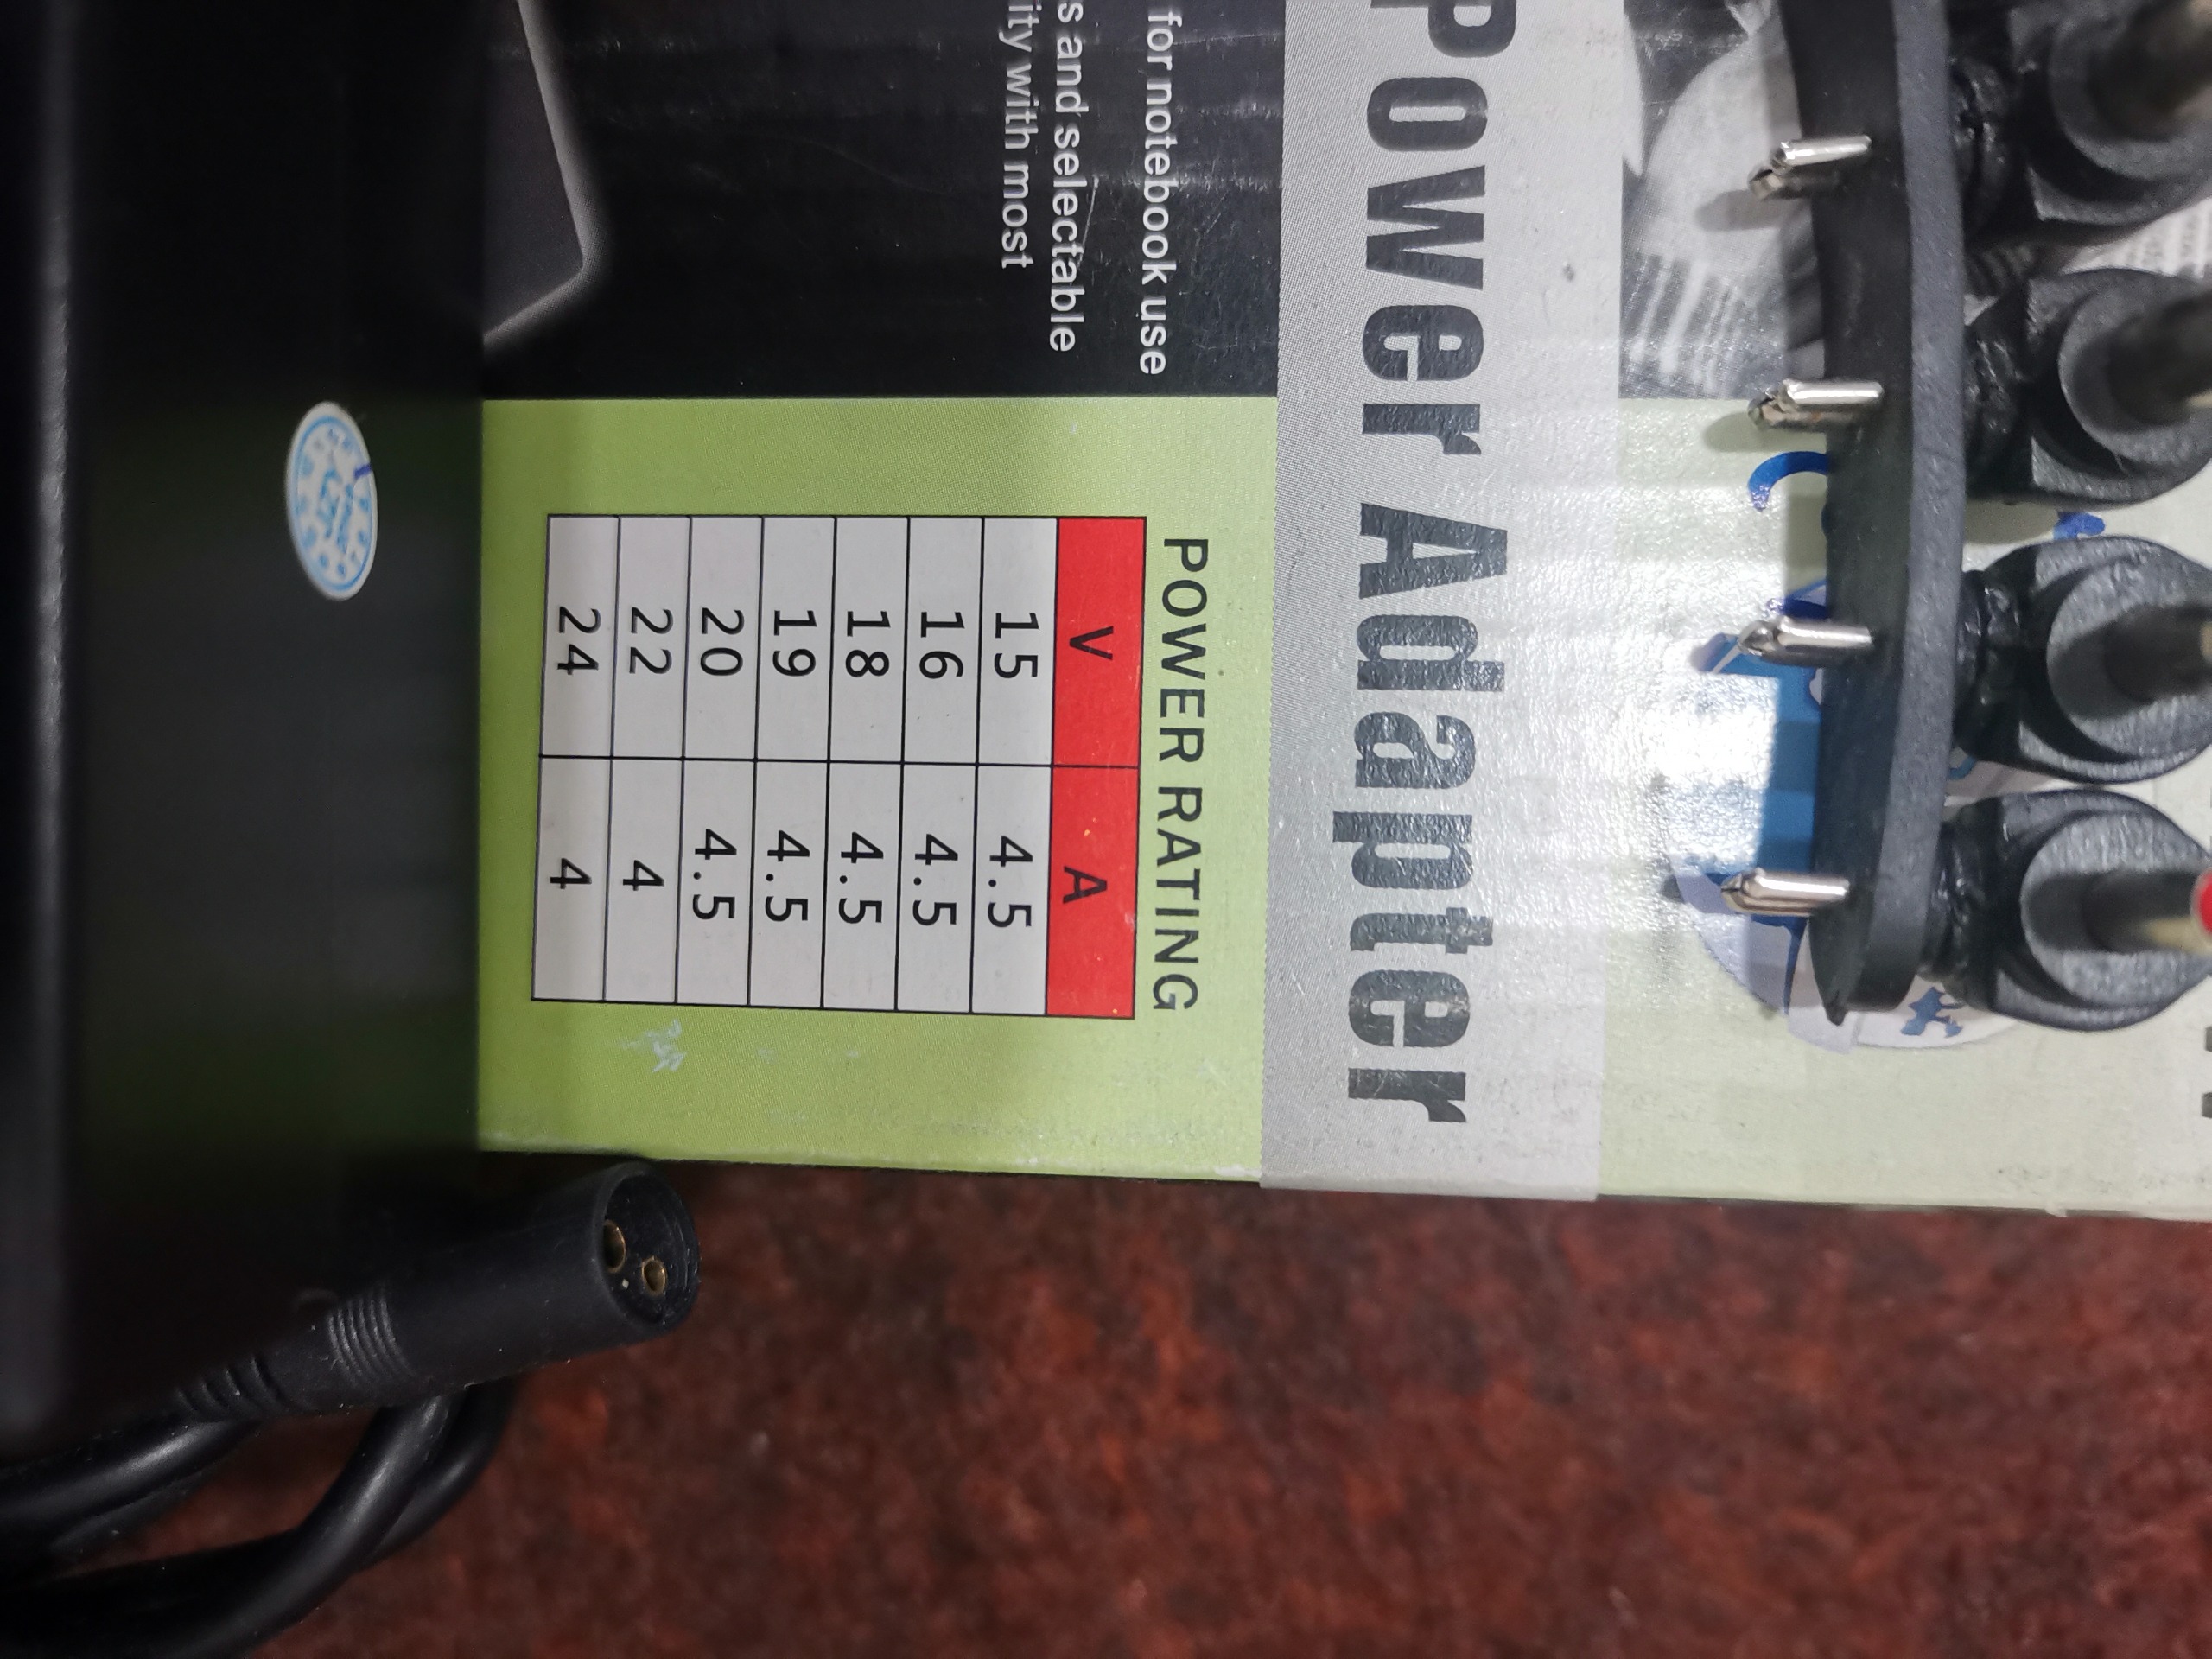 Power Adapter
for notebook use
s and selectable
ity with most
POWER RATING
V A
15 4.5
16 4.5
18 4.5
19 4.5
20 4.5
22 4
24 4